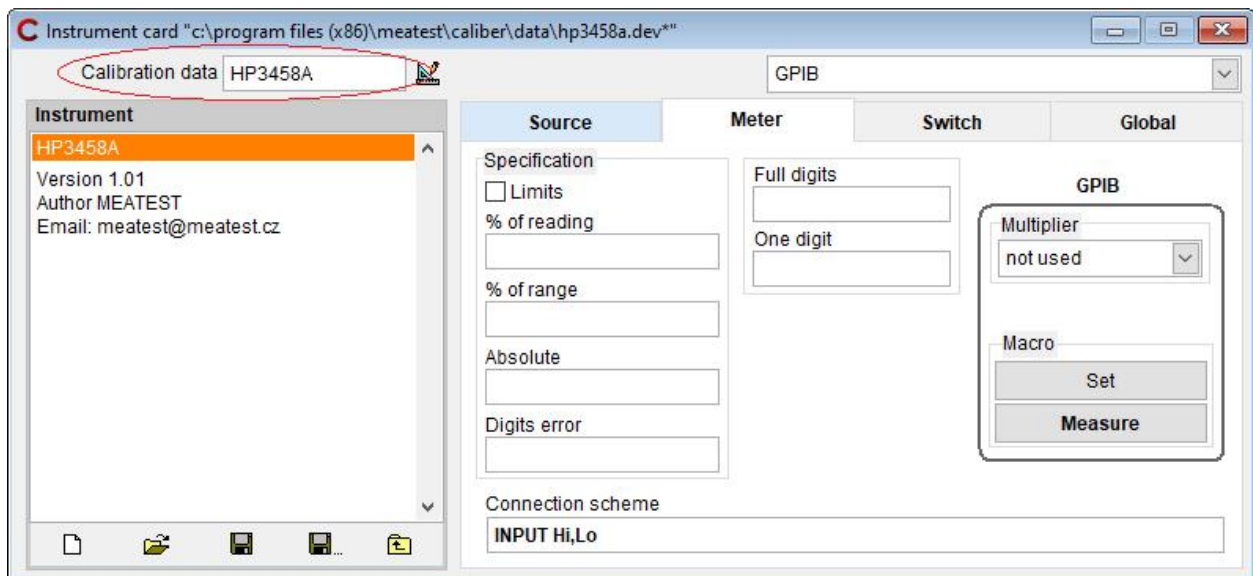 C Instrument card "c:\program files (x86)\meatest\caliber\data\hp3458a.dev*"
Calibration data HP3458A
GPIB
Instrument
HP3458A
Version 1.01
Author MEATEST
Email: meatest@meatest.cz
Source Meter Switch Global
Specification
Limits
% of reading
% of range
Absolute
Digits error
Full digits
One digit
GPIB
Multiplier
not used
Macro
Set
Measure
Connection scheme
INPUT Hi,Lo